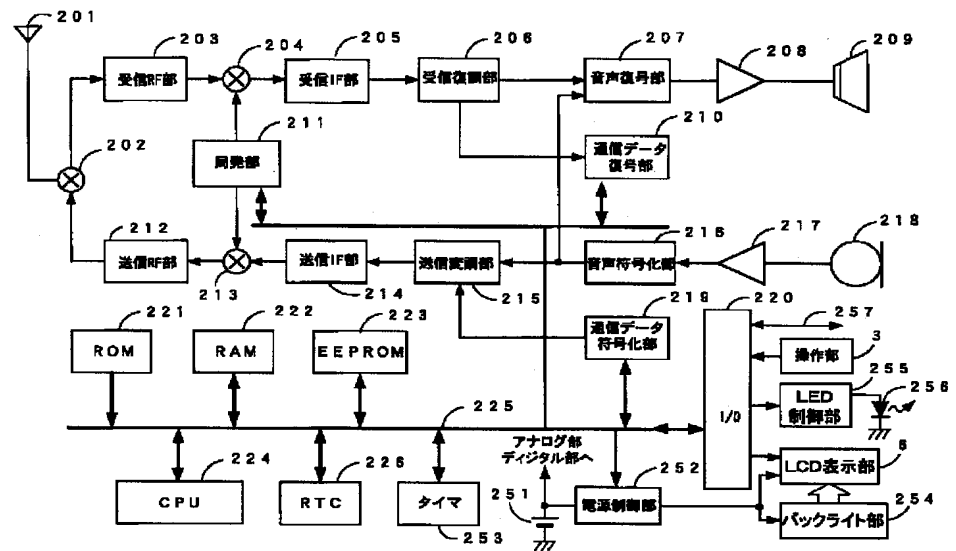 201
203
204
205
206
207
208
209
受信RF部
受信IF部
受信復調部
音声復号部
202
211
局発部
210
通信データ
復号部
212
送信RF部
213
送信IF部
214
送信変調部
215
216
音声符号化部
217
218
219
通信データ
符号化部
220
I/O
257
3
操作部
255
LED
制御部
256
221
ROM
222
RAM
223
EEPROM
225
アナログ部
ディジタル部へ
224
CPU
226
RTC
タイマ
253
251
252
電源制御部
6
LCD表示部
254
バックライト部